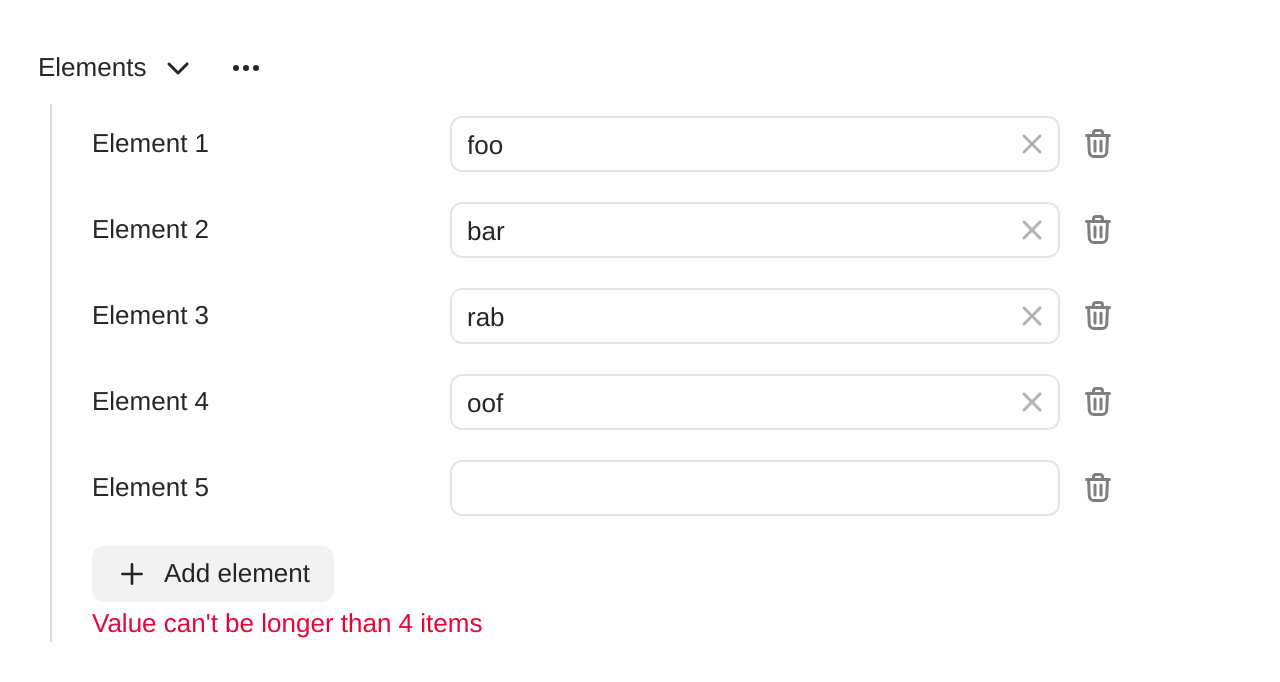 Elements
Element 1
foo
Element 2
bar
Element 3
rab
Element 4
oof
Element 5
Add element
Value can't be longer than 4 items